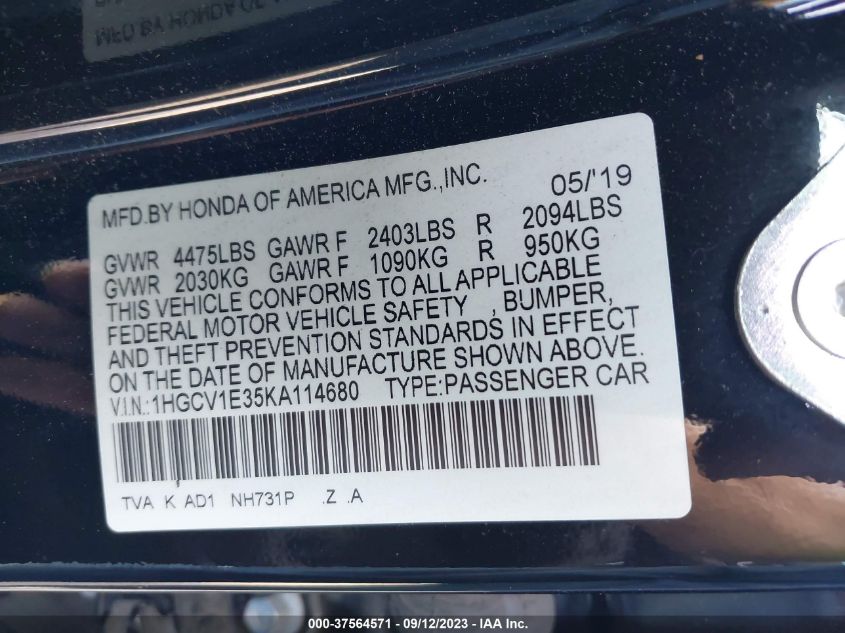 MFD.BY HONDA OF AMERICA MFG.,INC. 05/'19
GVWR 4475LBS GAWR F 2403LBS R 2094LBS
GVWR 2030KG GAWR F 1090KG R 950KG
THIS VEHICLE CONFORMS TO ALL APPLICABLE
FEDERAL MOTOR VEHICLE SAFETY , BUMPER,
AND THEFT PREVENTION STANDARDS IN EFFECT
ON THE DATE OF MANUFACTURE SHOWN ABOVE.
V.I.N.:1HGCV1E35KA114680 TYPE:PASSENGER CAR
TVA K AD1 NH731P .Z .A
000-37564571 - 09/12/2023 - IAA Inc.